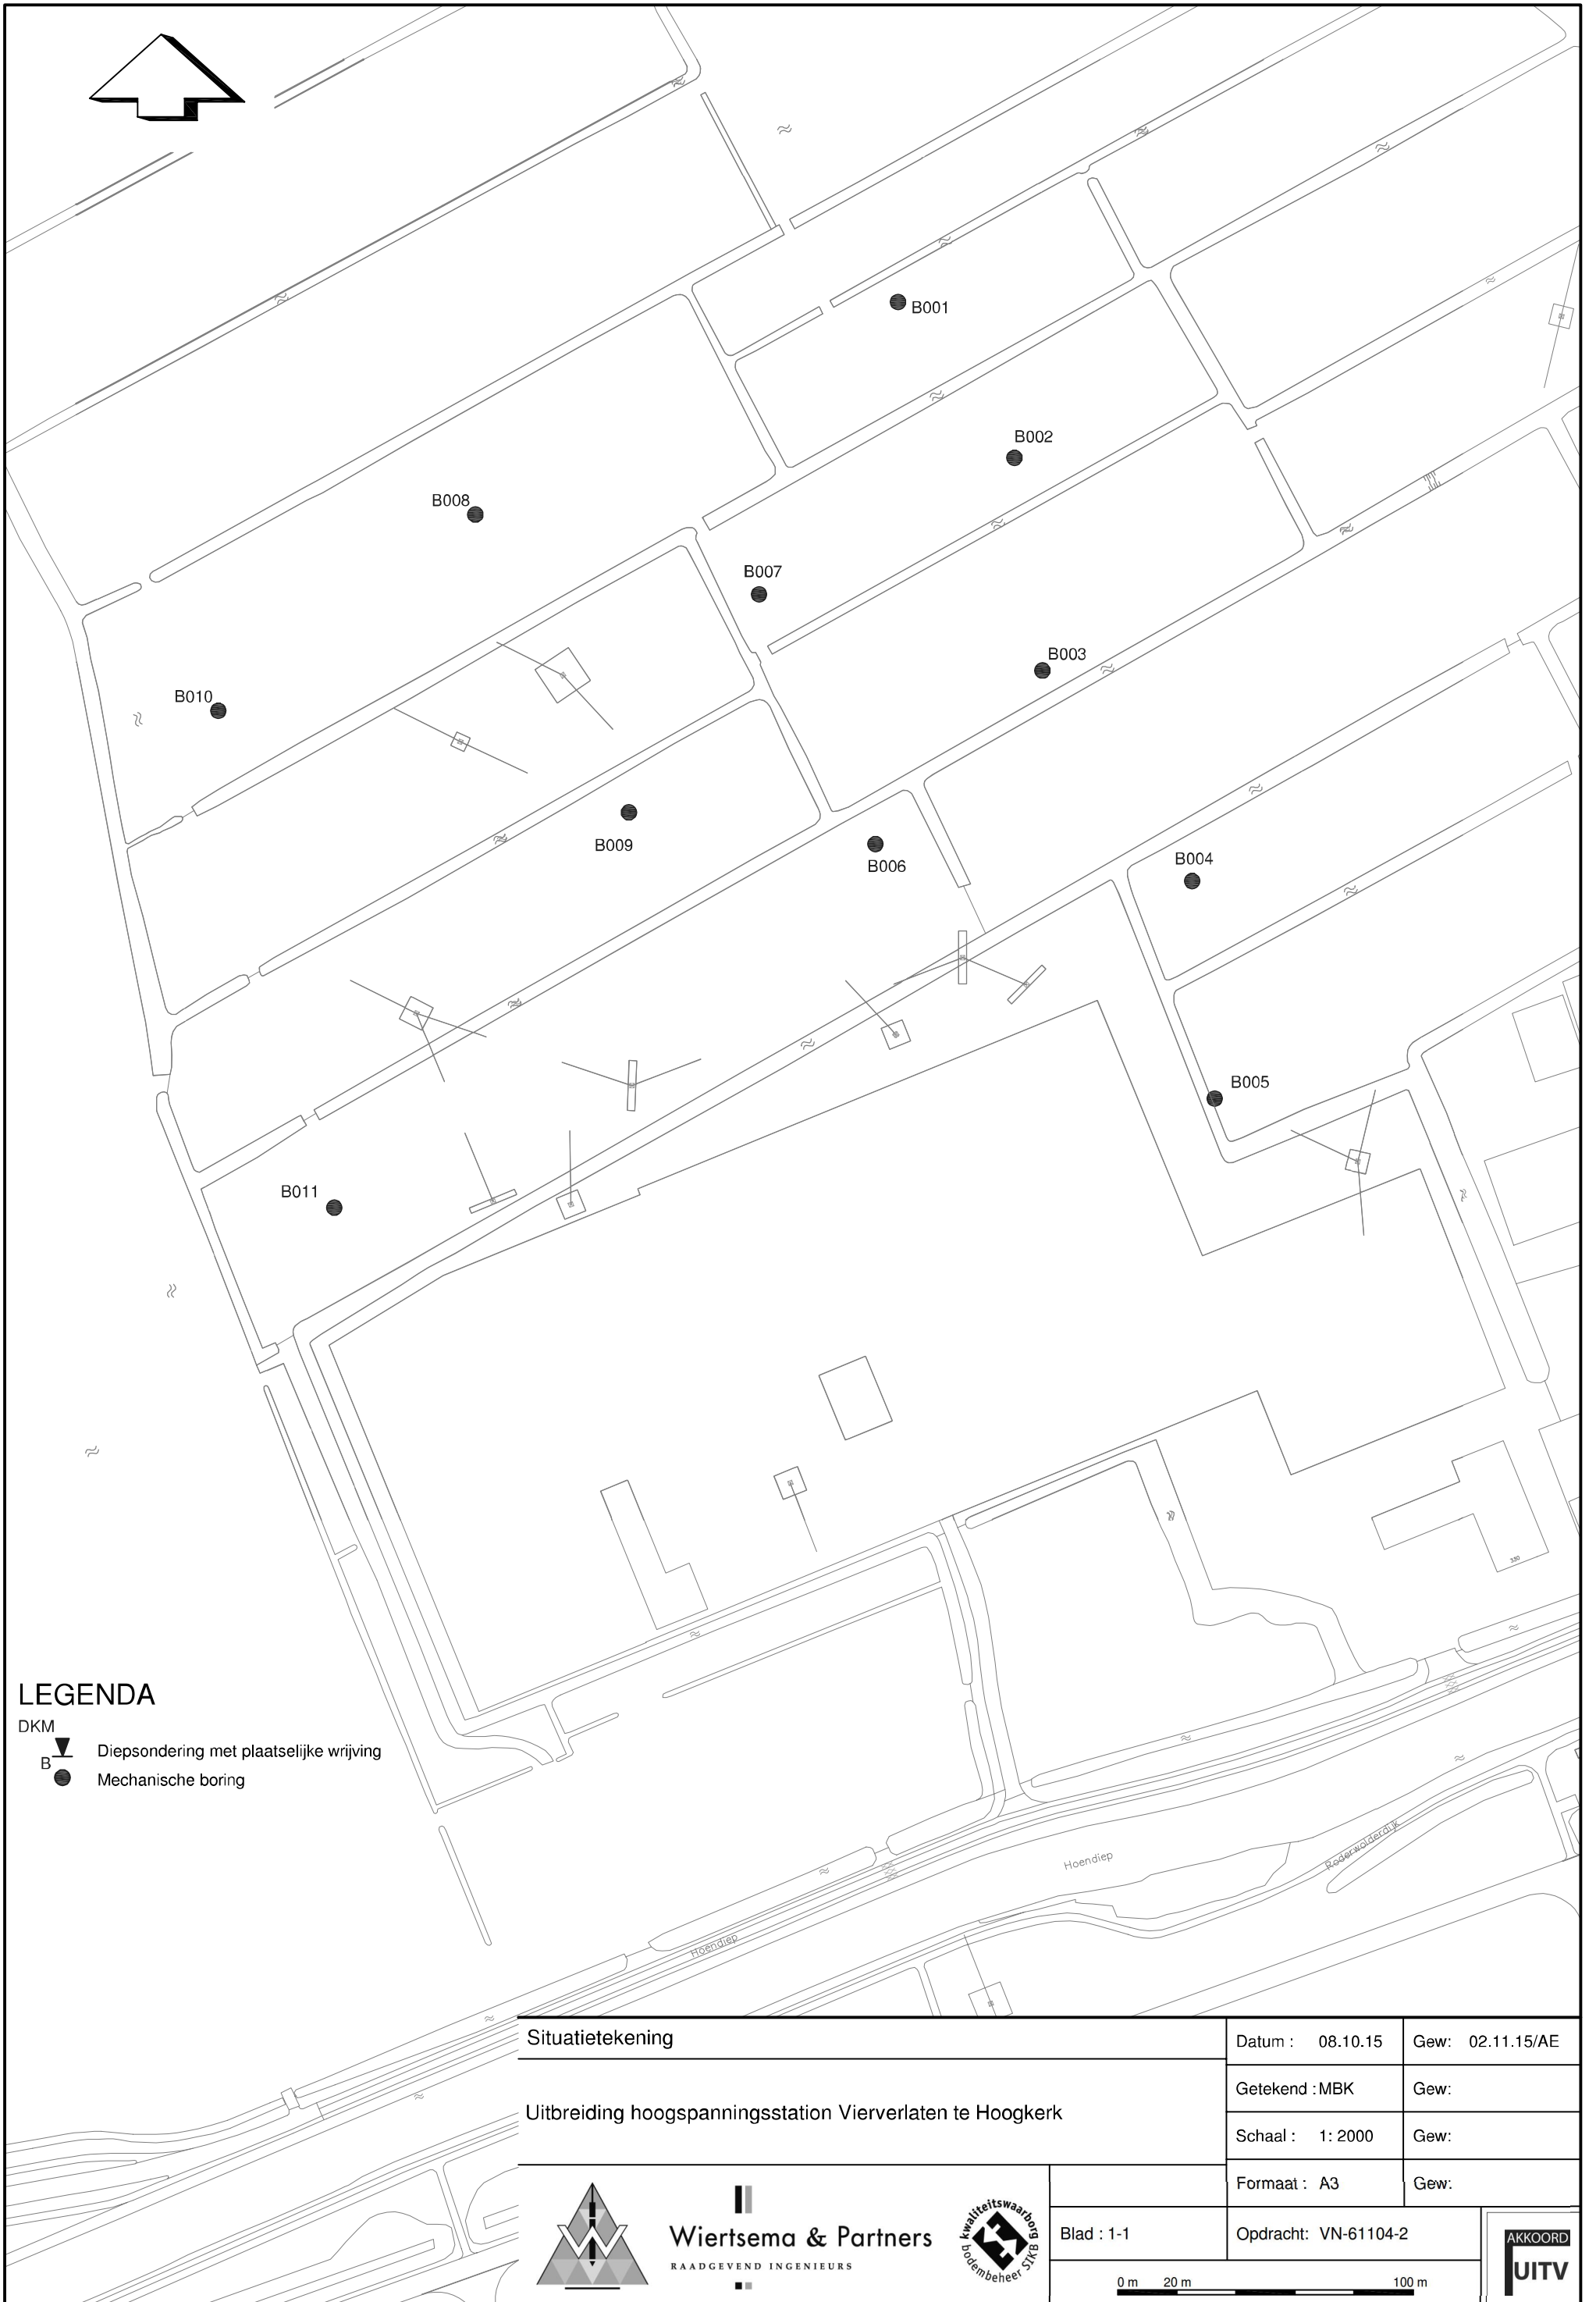 B001
B002
B008
B007
B003
B010
B009
B006
B004
B005
B011
LEGENDA
DKM
Diepsondering met plaatselijke wrijving
B
Mechanische boring
Hoendiep
Roderwolderdijk
Hoendiep
Situatietekening
Datum : 08.10.15
Gew: 02.11.15/AE
Uitbreiding hoogspanningsstation Vierverlaten te Hoogkerk
Getekend : MBK
Gew:
Schaal : 1: 2000
Gew:
Formaat : A3
Gew:
Wiertsema & Partners
RAADGEVEND INGENIEURS
kwaliteitswaarborg
bodembeheer SIKB
Blad : 1-1
Opdracht: VN-61104-2
0 m 20 m 100 m
AKKOORD
UITV